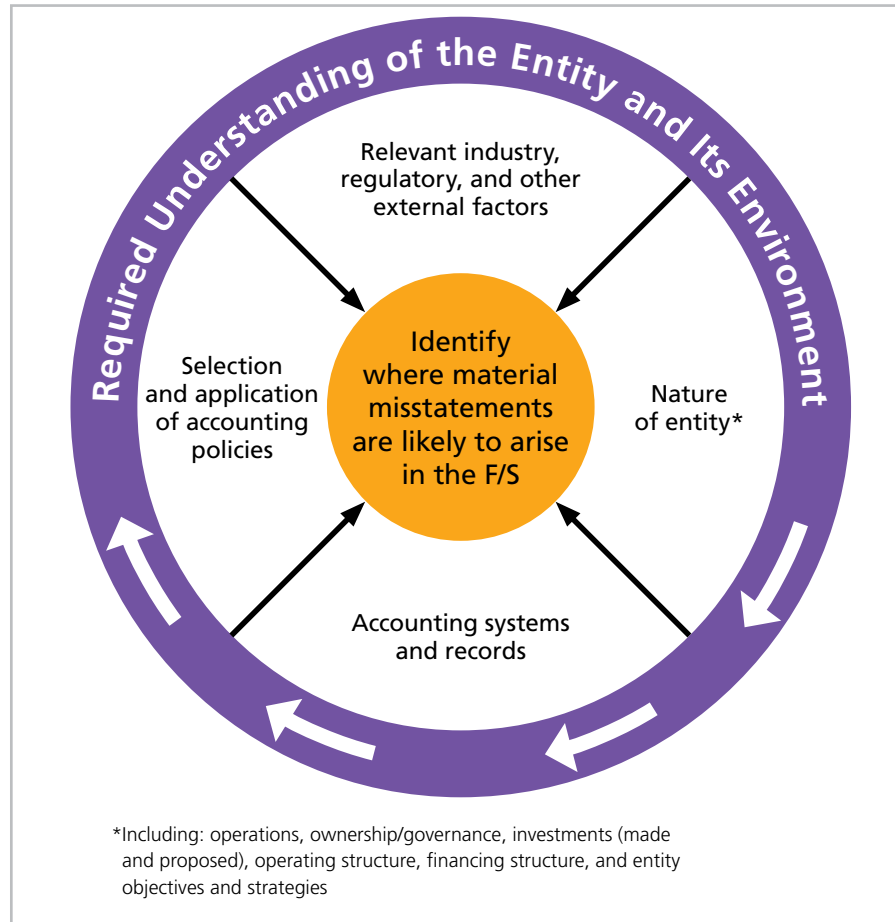 Required Understanding of the Entity and Its Environment
Relevant industry,
regulatory, and other
external factors
Selection
and application
of accounting
policies
Identify
where material
misstatements
are likely to arise
in the F/S
Nature
of entity*
Accounting systems
and records
*Including: operations, ownership/governance, investments (made
and proposed), operating structure, financing structure, and entity
objectives and strategies